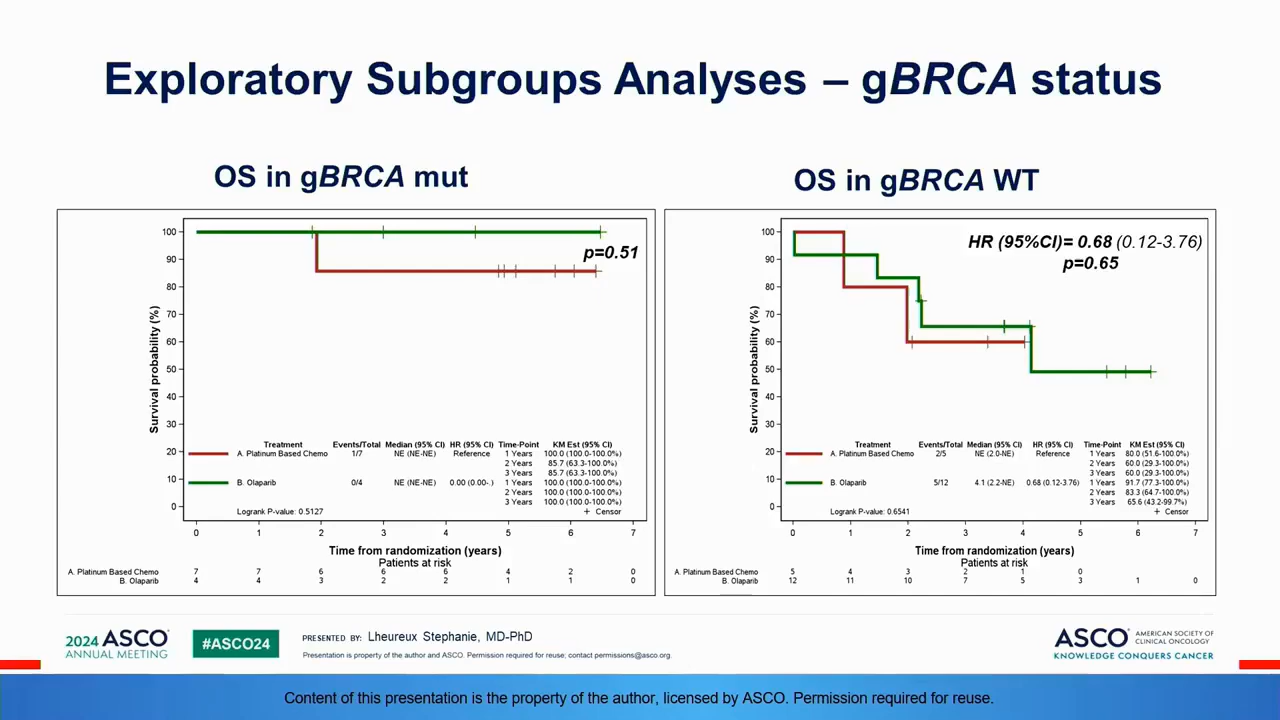 Exploratory Subgroups Analyses – gBRCA status
OS in gBRCA mut
OS in gBRCA WT
Survival probability (%)
100
90
80
70
60
50
40
30
20
10
0
p=0.51
Treatment Events/Total Median (95% CI) HR (95% CI) Time-Point KM Est (95% CI)
A. Platinum Based Chemo 1/7 NE (NE-NE) Reference 1 Years 100.0 (100.0-100.0%)
2 Years 85.7 (63.3-100.0%)
3 Years 85.7 (63.3-100.0%)
B. Olaparib 0/4 NE (NE-NE) 0.00 (0.00-. ) 1 Years 100.0 (100.0-100.0%)
2 Years 100.0 (100.0-100.0%)
3 Years 100.0 (100.0-100.0%)
Logrank P-value: 0.5127
+ Censor
0 1 2 3 4 5 6 7
Time from randomization (years)
Patients at risk
A. Platinum Based Chemo 7 7 6 6 6 4 2 0
B. Olaparib 4 4 3 2 2 1 1 0
Survival probability (%)
100
90
80
70
60
50
40
30
20
10
0
HR (95%CI)= 0.68 (0.12-3.76)
p=0.65
Treatment Events/Total Median (95% CI) HR (95% CI) Time-Point KM Est (95% CI)
A. Platinum Based Chemo 2/5 NE (2.0-NE) Reference 1 Years 80.0 (51.6-100.0%)
2 Years 60.0 (29.3-100.0%)
3 Years 60.0 (29.3-100.0%)
B. Olaparib 5/12 4.1 (2.2-NE) 0.68 (0.12-3.76) 1 Years 91.7 (77.3-100.0%)
2 Years 83.3 (64.7-100.0%)
3 Years 65.6 (43.2-99.7%)
Logrank P-value: 0.6541
+ Censor
0 1 2 3 4 5 6 7
Time from randomization (years)
Patients at risk
A. Platinum Based Chemo 5 4 3 2 1 0
B. Olaparib 12 11 10 7 5 3 1 0
2024 ASCO
ANNUAL MEETING
#ASCO24
PRESENTED BY: Lheureux Stephanie, MD-PhD
Presentation is property of the author and ASCO. Permission required for reuse; contact permissions@asco.org.
ASCO AMERICAN SOCIETY OF
CLINICAL ONCOLOGY
KNOWLEDGE CONQUERS CANCER
Content of this presentation is the property of the author, licensed by ASCO. Permission required for reuse.